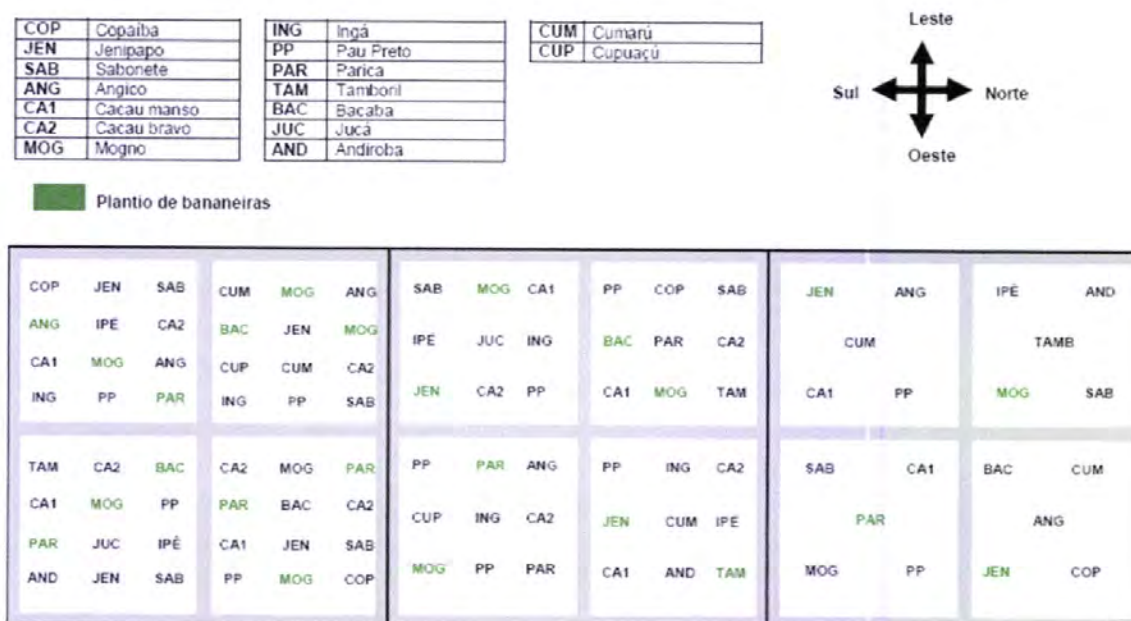 COP Copaíba
JEN Jenipapo
SAB Sabonete
ANG Angico
CA1 Cacau manso
CA2 Cacau bravo
MOG Mogno
ING Ingá
PP Pau Preto
PAR Parica
TAM Tamboril
BAC Bacaba
JUC Jucá
AND Andiroba
CUM Cumarú
CUP Cupuaçú
Leste
Sul Norte
Oeste
Plantio de bananeiras
COP JEN SAB CUM MOG ANG SAB MOG CA1 PP COP SAB JEN ANG IPÊ AND
ANG IPÊ CA2 BAC JEN MOG IPÊ JUC ING BAC PAR CA2 CUM TAMB
CA1 MOG ANG CUP CUM CA2 JEN CA2 PP CA1 MOG TAM CA1 PP MOG SAB
ING PP PAR ING PP SAB
TAM CA2 BAC CA2 MOG PAR PP PAR ANG PP ING CA2 SAB CA1 BAC CUM
CA1 MOG PP PAR BAC CA2 CUP ING CA2 JEN CUM IPÊ PAR ANG
PAR JUC IPÊ CA1 JEN SAB MOG PP PAR CA1 AND TAM MOG PP JEN COP
AND JEN SAB PP MOG COP